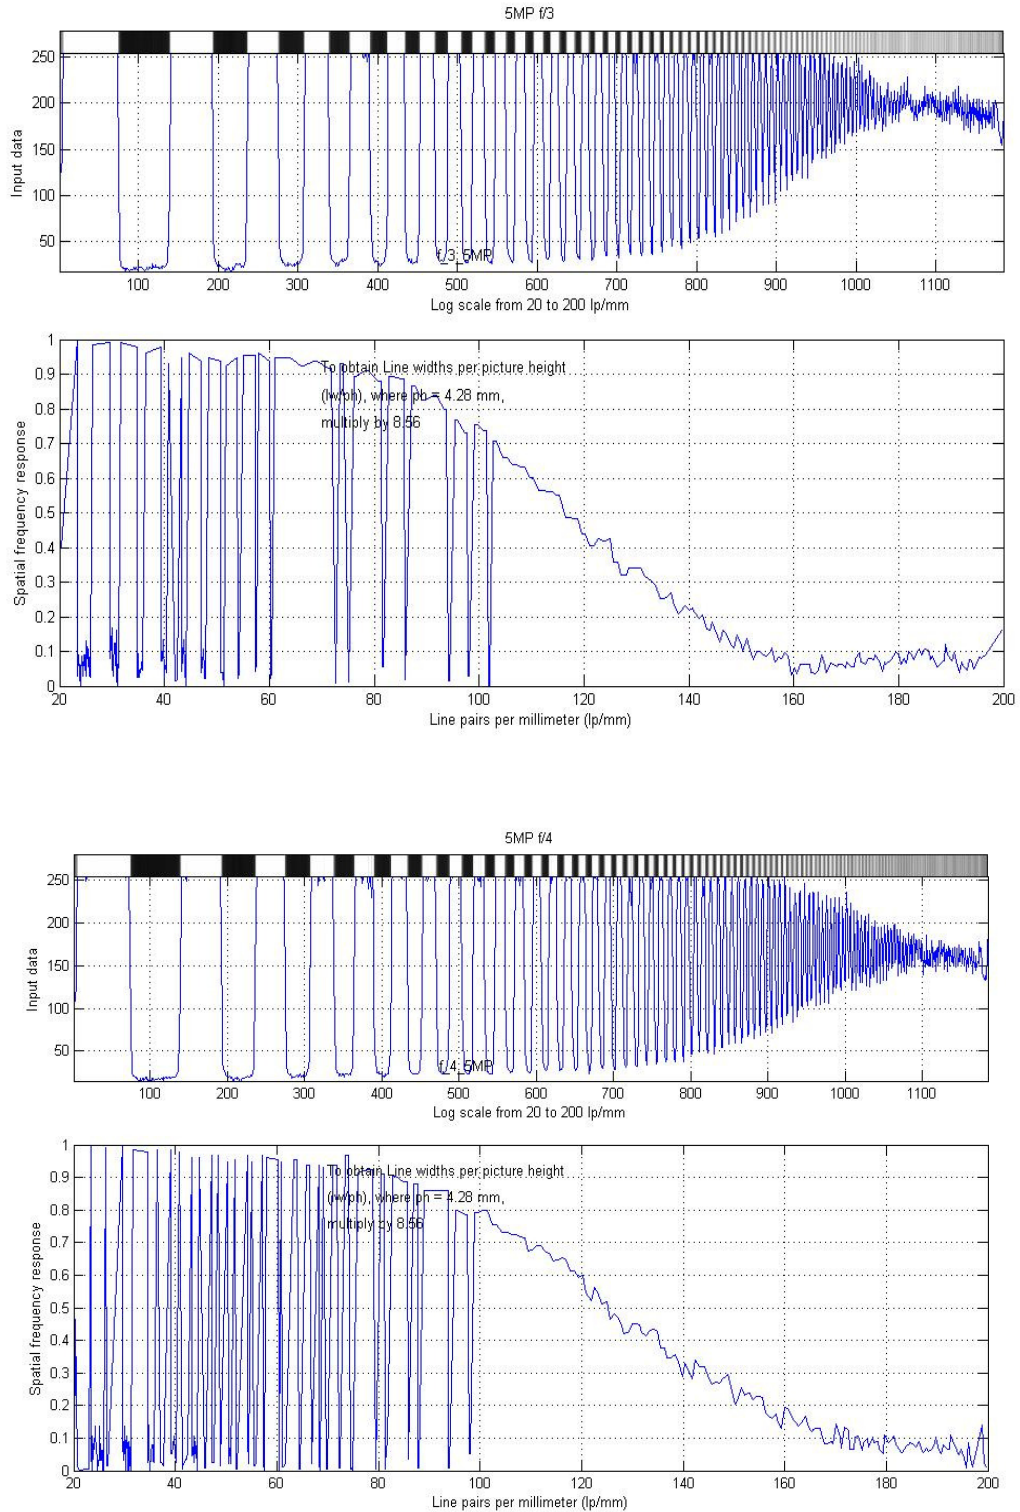 5MP f/3
250
200
150
100
50
Input data
f_/3_5MP
100 200 300 400 500 600 700 800 900 1000 1100
Log scale from 20 to 200 lp/mm
1
0.9
0.8
0.7
0.6
0.5
0.4
0.3
0.2
0.1
0
Spatial frequency response
To obtain Line widths per picture height
(lw/ph), where ph = 4.28 mm,
multiply by 8.56
20 40 60 80 100 120 140 160 180 200
Line pairs per millimeter (lp/mm)
5MP f/4
250
200
150
100
50
Input data
f_/4_5MP
100 200 300 400 500 600 700 800 900 1000 1100
Log scale from 20 to 200 lp/mm
1
0.9
0.8
0.7
0.6
0.5
0.4
0.3
0.2
0.1
0
Spatial frequency response
To obtain Line widths per picture height
(lw/ph), where ph = 4.28 mm,
multiply by 8.56
20 40 60 80 100 120 140 160 180 200
Line pairs per millimeter (lp/mm)